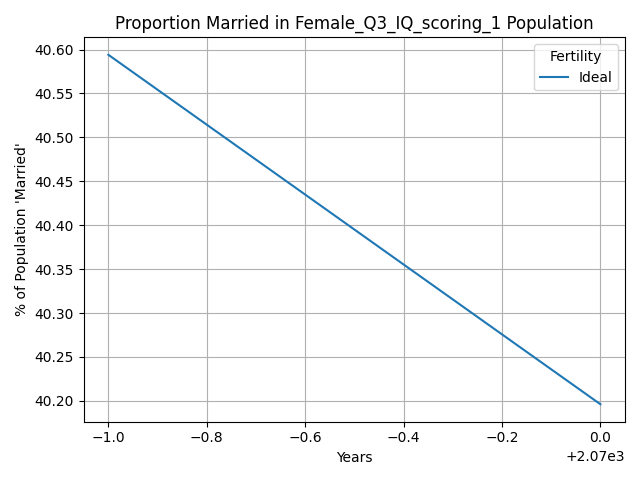 Proportion Married in Female_Q3_IQ_scoring_1 Population
% of Population 'Married'
40.60
40.55
40.50
40.45
40.40
40.35
40.30
40.25
40.20
Fertility
Ideal
−1.0 −0.8 −0.6 −0.4 −0.2 0.0
Years
+2.07e3